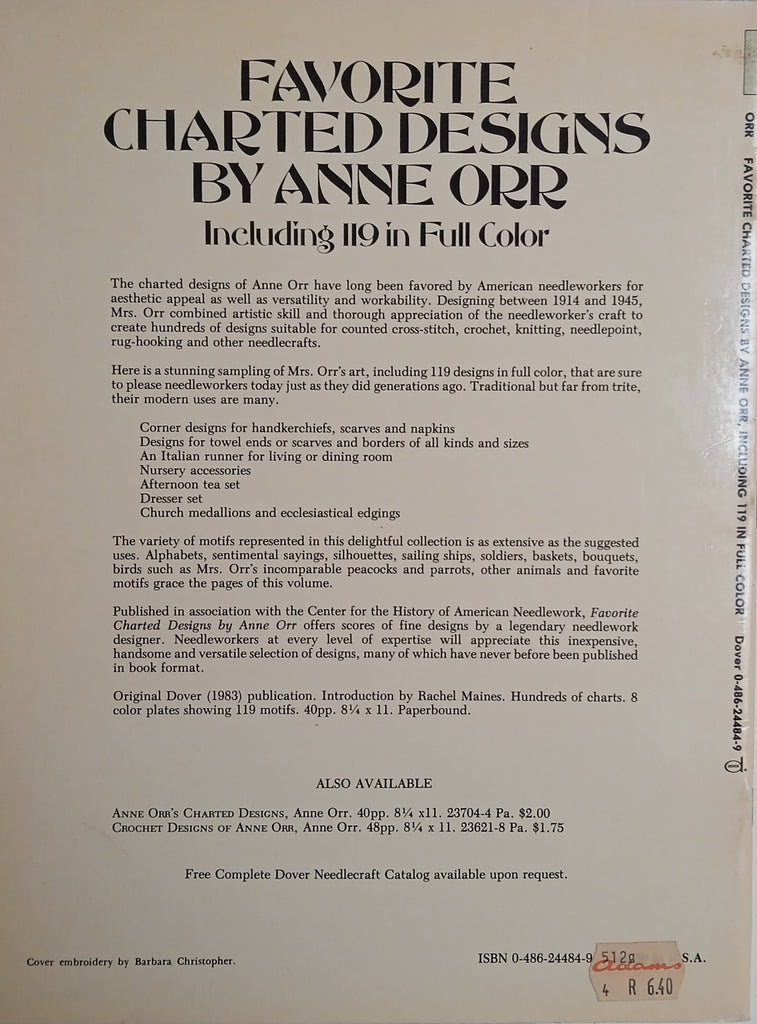 FAVORITE
CHARTED DESIGNS
BY ANNE ORR
Including 119 in Full Color
The charted designs of Anne Orr have long been favored by American needleworkers for
aesthetic appeal as well as versatility and workability. Designing between 1914 and 1945,
Mrs. Orr combined artistic skill and thorough appreciation of the needleworker's craft to
create hundreds of designs suitable for counted cross-stitch, crochet, knitting, needlepoint,
rug-hooking and other needlecrafts.
Here is a stunning sampling of Mrs. Orr's art, including 119 designs in full color, that are sure
to please needleworkers today just as they did generations ago. Traditional but far from trite,
their modern uses are many.
Corner designs for handkerchiefs, scarves and napkins
Designs for towel ends or scarves and borders of all kinds and sizes
An Italian runner for living or dining room
Nursery accessories
Afternoon tea set
Dresser set
Church medallions and ecclesiastical edgings
The variety of motifs represented in this delightful collection is as extensive as the suggested
uses. Alphabets, sentimental sayings, silhouettes, sailing ships, soldiers, baskets, bouquets,
birds such as Mrs. Orr's incomparable peacocks and parrots, other animals and favorite
motifs grace the pages of this volume.
Published in association with the Center for the History of American Needlework, Favorite
Charted Designs by Anne Orr offers scores of fine designs by a legendary needlework
designer. Needleworkers at every level of expertise will appreciate this inexpensive,
handsome and versatile selection of designs, many of which have never before been published
in book format.
Original Dover (1983) publication. Introduction by Rachel Maines. Hundreds of charts. 8
color plates showing 119 motifs. 40pp. 8¼ x 11. Paperbound.
ALSO AVAILABLE
ANNE ORR'S CHARTED DESIGNS, Anne Orr. 40pp. 8¼ x11. 23704-4 Pa. $2.00
CROCHET DESIGNS OF ANNE ORR, Anne Orr. 48pp. 8¼ x 11. 23621-8 Pa. $1.75
Free Complete Dover Needlecraft Catalog available upon request.
Cover embroidery by Barbara Christopher.
ISBN 0-486-24484-9 S.A.
512g
adams
4 R 6.40
ORR FAVORITE CHARTED DESIGNS BY ANNE ORR, INCLUDING 119 IN FULL COLOR Dover 0-486-24484-9